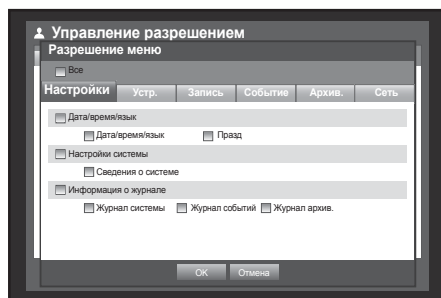 Управление разрешением
Разрешение меню
Все
Настройки Устр. Запись Событие Архив. Сеть
Дата/время/язык
Дата/время/язык Празд
Настройки системы
Сведения о системе
Информация о журнале
Журнал системы Журнал событий Журнал архив.
OK Отмена